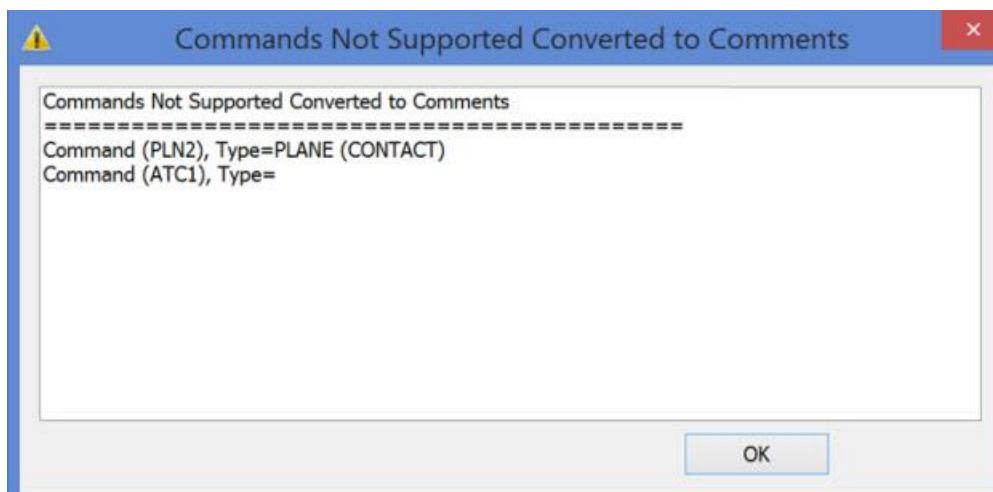 Commands Not Supported Converted to Comments
Commands Not Supported Converted to Comments
============================================
Command (PLN2), Type=PLANE (CONTACT)
Command (ATC1), Type=
OK